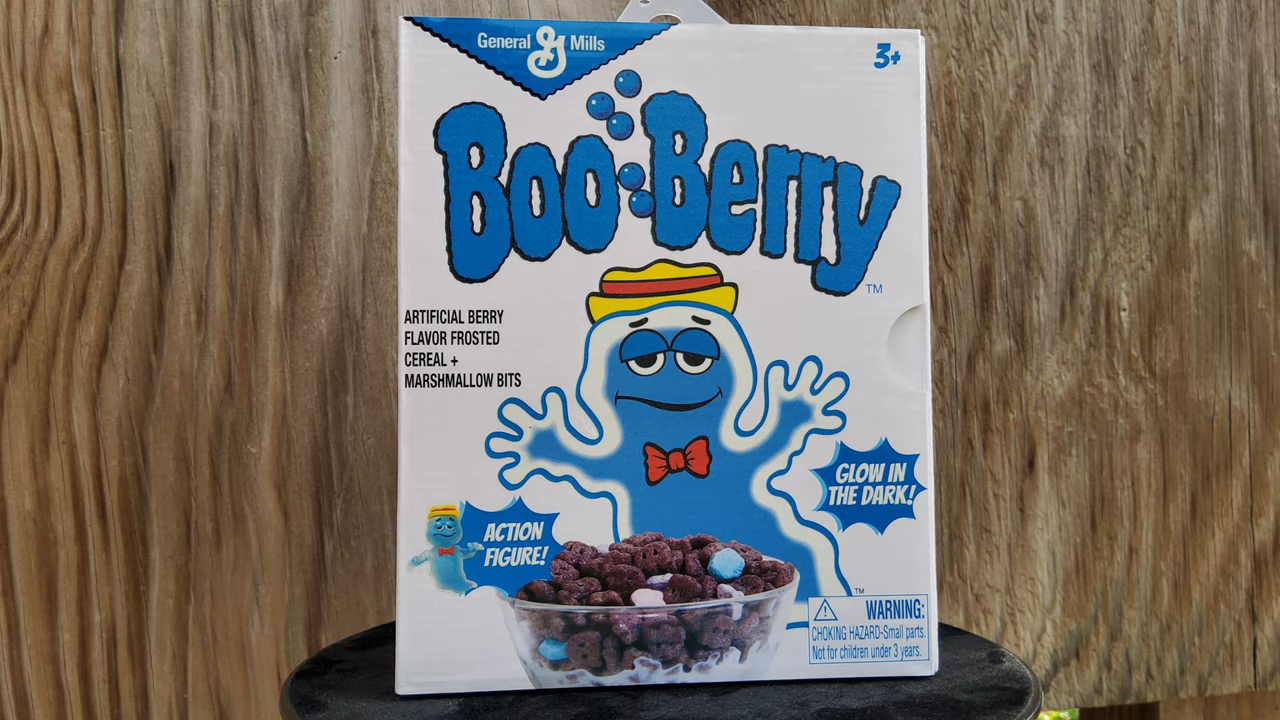 General Mills
3+
Boo Berry
TM
ARTIFICIAL BERRY
FLAVOR FROSTED
CEREAL +
MARSHMALLOW BITS
GLOW IN
THE DARK!
ACTION
FIGURE!
TM
WARNING:
CHOKING HAZARD-Small parts.
Not for children under 3 years.